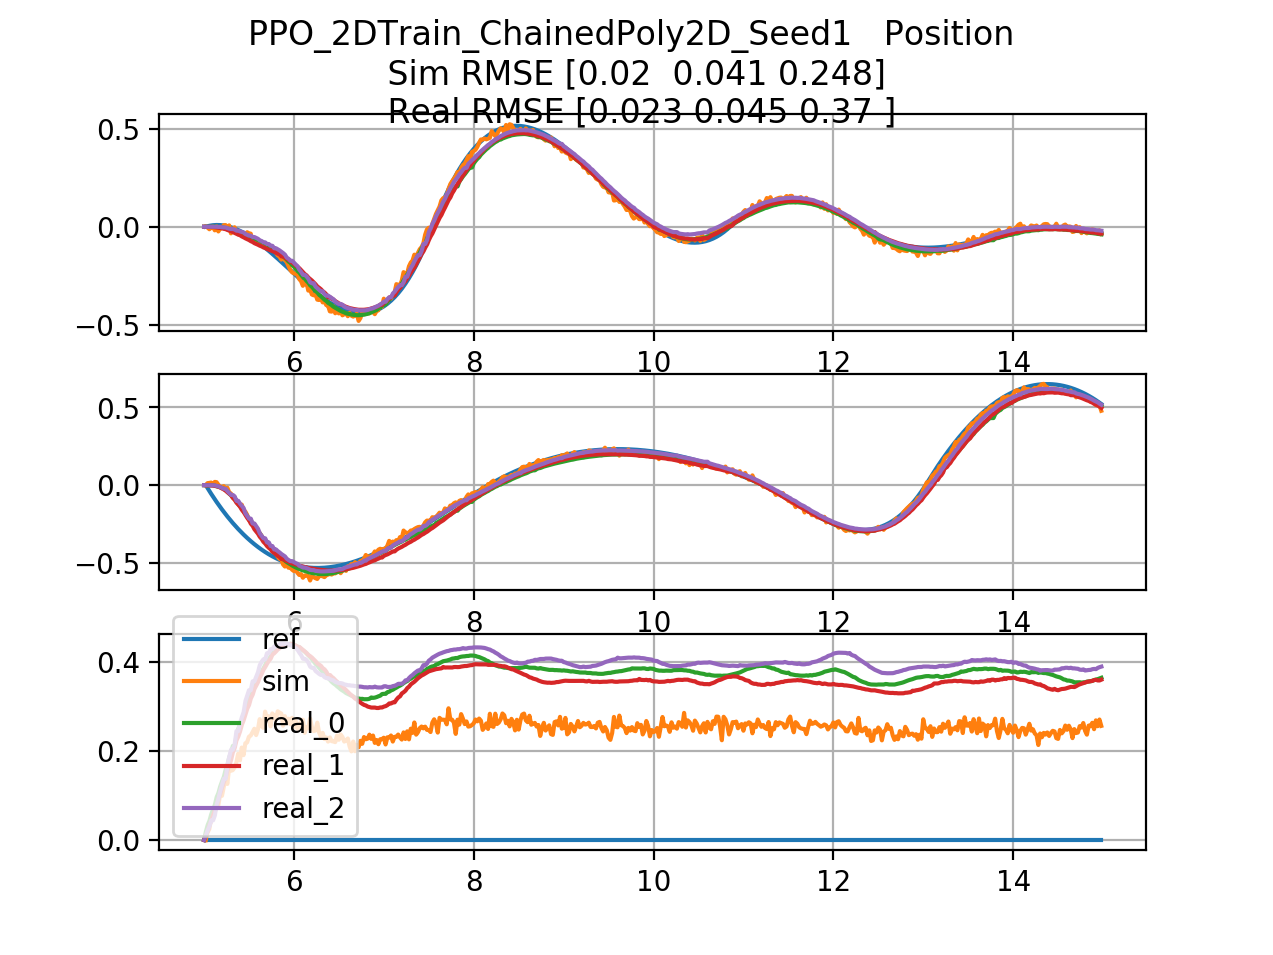 PPO_2DTrain_ChainedPoly2D_Seed1 Position
Sim RMSE [0.02 0.041 0.248]
Real RMSE [0.023 0.045 0.37 ]
0.5
0.0
−0.5
6 8 10 12 14
0.5
0.0
−0.5
6 8 10 12 14
0.4
0.2
0.0
ref
sim
real_0
real_1
real_2
6 8 10 12 14